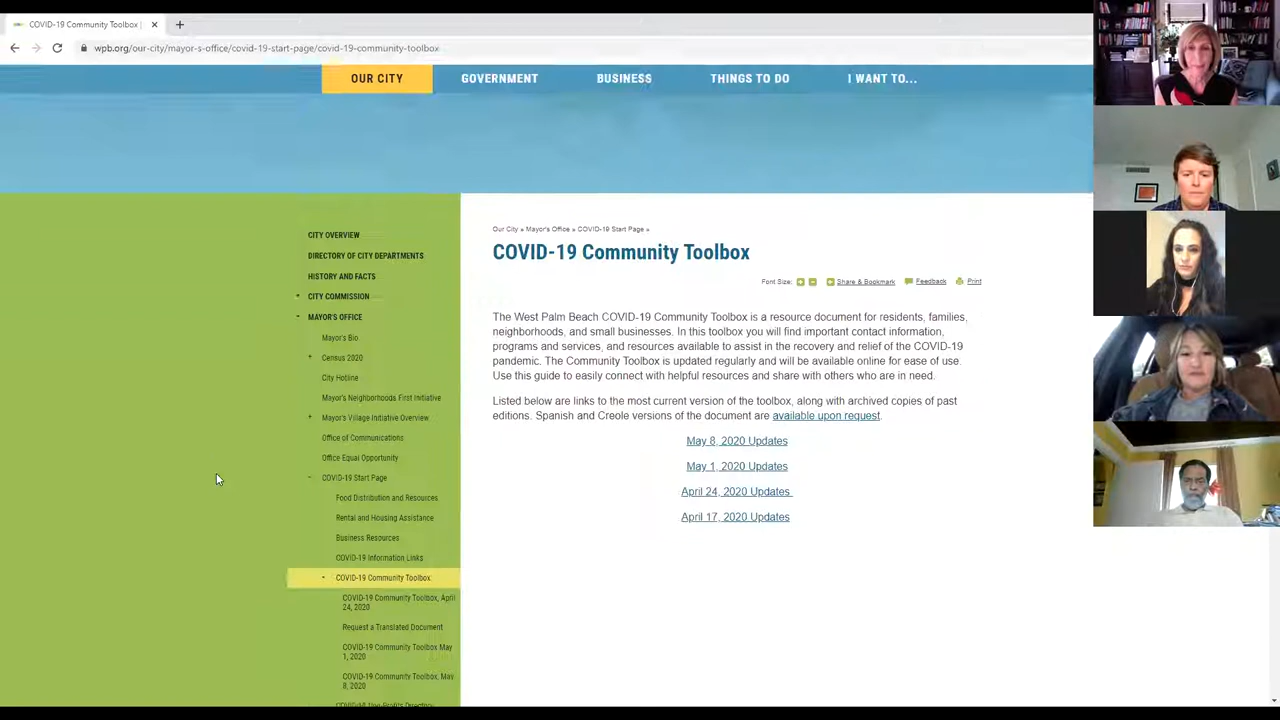 COVID-19 Community Toolbox |
wpb.org/our-city/mayor-s-office/covid-19-start-page/covid-19-community-toolbox
OUR CITY GOVERNMENT BUSINESS THINGS TO DO I WANT TO...
CITY OVERVIEW
DIRECTORY OF CITY DEPARTMENTS
HISTORY AND FACTS
CITY COMMISSION
MAYOR'S OFFICE
Mayor's Bio
Census 2020
City Hotline
Mayor's Neighborhoods First Initiative
Mayor's Village Initiative Overview
Office of Communications
Office Equal Opportunity
COVID-19 Start Page
Food Distribution and Resources
Rental and Housing Assistance
Business Resources
COVID-19 Information Links
COVID-19 Community Toolbox
COVID-19 Community Toolbox, April
24, 2020
Request a Translated Document
COVID-19 Community Toolbox May
1, 2020
COVID-19 Community Toolbox, May
8, 2020
COVID-19 Non-Profits Directory
Our City » Mayor's Office » COVID-19 Start Page »
COVID-19 Community Toolbox
Font Size: + - Share & Bookmark Feedback Print
The West Palm Beach COVID-19 Community Toolbox is a resource document for residents, families,
neighborhoods, and small businesses. In this toolbox you will find important contact information,
programs and services, and resources available to assist in the recovery and relief of the COVID-19
pandemic. The Community Toolbox is updated regularly and will be available online for ease of use.
Use this guide to easily connect with helpful resources and share with others who are in need.
Listed below are links to the most current version of the toolbox, along with archived copies of past
editions. Spanish and Creole versions of the document are available upon request.
May 8, 2020 Updates
May 1, 2020 Updates
April 24, 2020 Updates
April 17, 2020 Updates